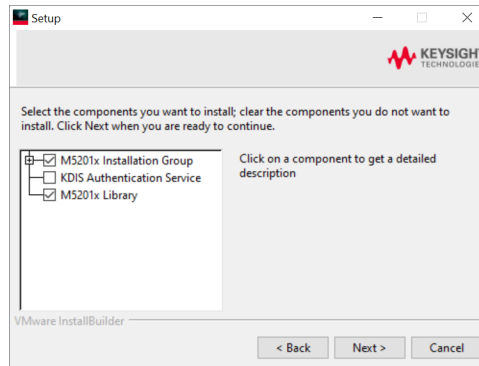 Setup
KEYSIGH
TECHNOLOGIE
Select the components you want to install; clear the components you do not want to
install. Click Next when you are ready to continue.
M5201x Installation Group
KDIS Authentication Service
M5201x Library
Click on a component to get a detailed
description
VMware InstallBuilder
< Back
Next >
Cancel